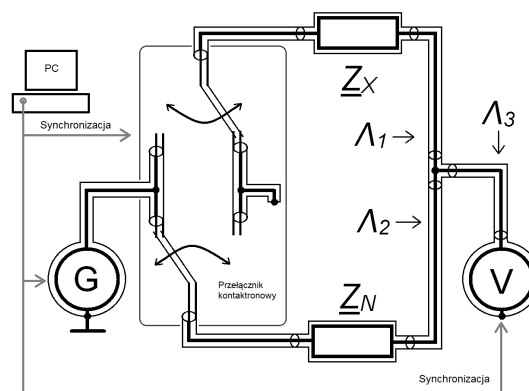 PC
Synchronizacja
Z_X
Λ_1
Λ_3
Λ_2
G
V
Przełącznik
kontaktronowy
Z_N
Synchronizacja